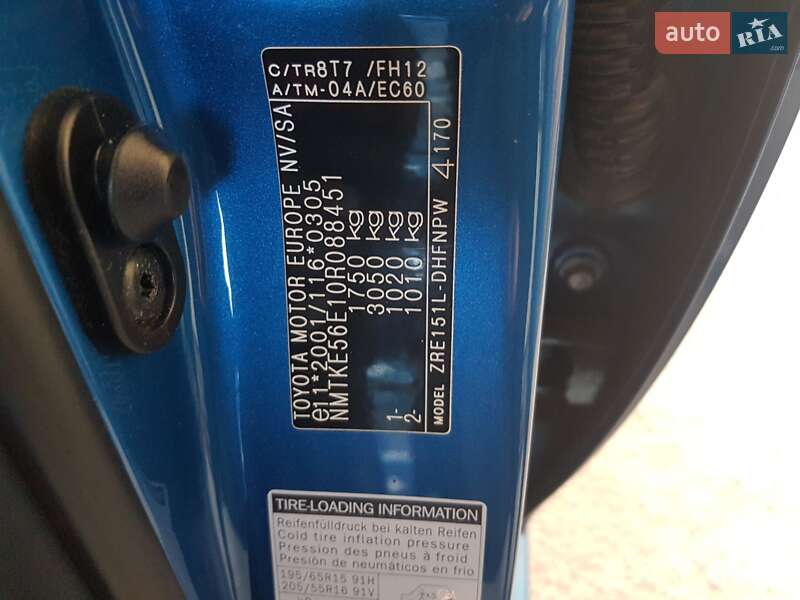 auto RIA.com
TOYOTA MOTOR EUROPE NV/SA
e11*2001/116*0305
NMTKE56E10R088451
1750 kg
3050 kg
1- 1020 kg
2- 1010 kg
MODEL ZRE151L-DHFNPW 4170
C/TR8T7 /FH12
A/TM-04A/EC60
TIRE-LOADING INFORMATION
Reifenfülldruck bei kalten Reifen
Cold tire inflation pressure
Pression des pneus à froid
Presión de neumáticos en frio
195/65R15 91H
205/55R16 91V